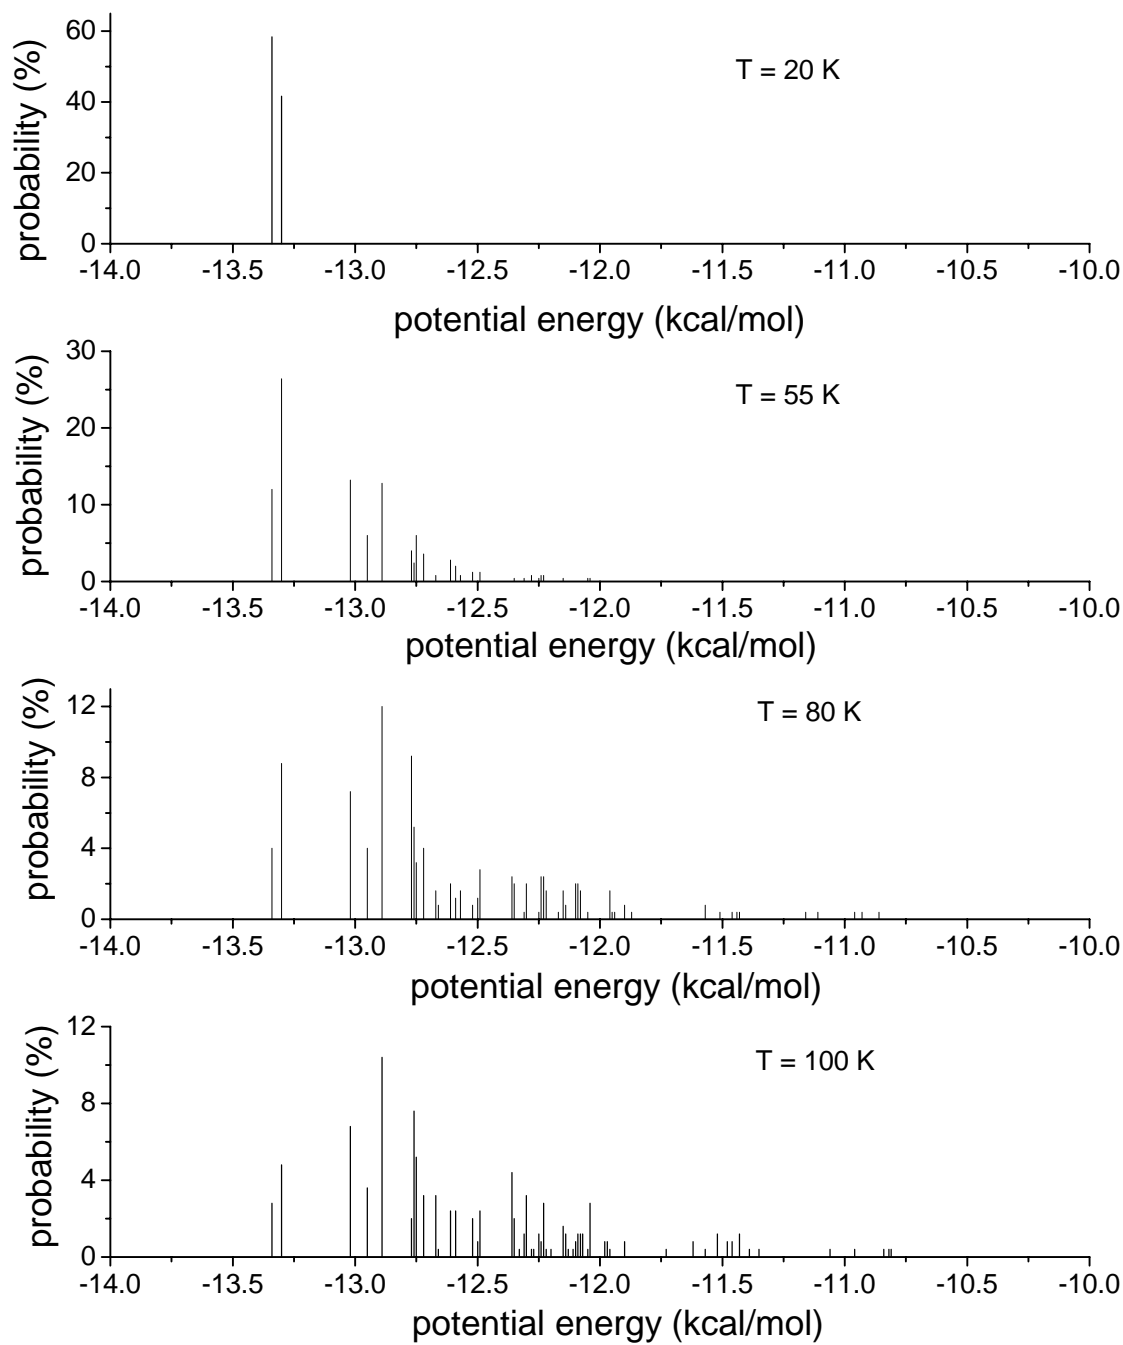 60
T = 20 K
40
20
0
probability (%)
-14.0 -13.5 -13.0 -12.5 -12.0 -11.5 -11.0 -10.5 -10.0
potential energy (kcal/mol)
30
T = 55 K
20
10
0
probability (%)
-14.0 -13.5 -13.0 -12.5 -12.0 -11.5 -11.0 -10.5 -10.0
potential energy (kcal/mol)
12
T = 80 K
8
4
0
probability (%)
-14.0 -13.5 -13.0 -12.5 -12.0 -11.5 -11.0 -10.5 -10.0
potential energy (kcal/mol)
12
T = 100 K
8
4
0
probability (%)
-14.0 -13.5 -13.0 -12.5 -12.0 -11.5 -11.0 -10.5 -10.0
potential energy (kcal/mol)